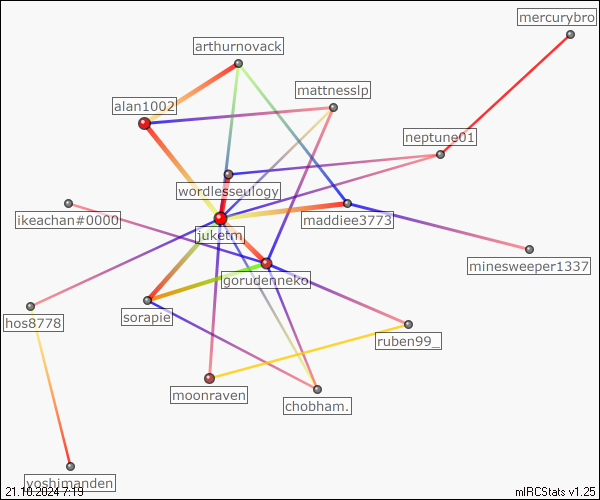 mercurybro
arthurnovack
mattnesslp
alan1002
neptune01
wordlesseulogy
ikeachan#0000
maddiee3773
juketm
minesweeper1337
gorudenneko
sorapie
hos8778
ruben99_
moonraven
chobham.
yoshimanden
21.10.2024 7:19
mIRCStats v1.25